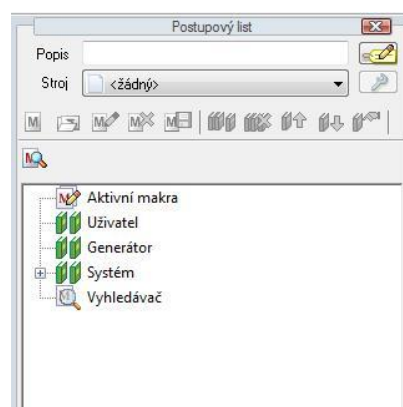 Postupový list
Popis
Stroj <žádný>
Aktivní makra
Uživatel
Generátor
Systém
Vyhledávač